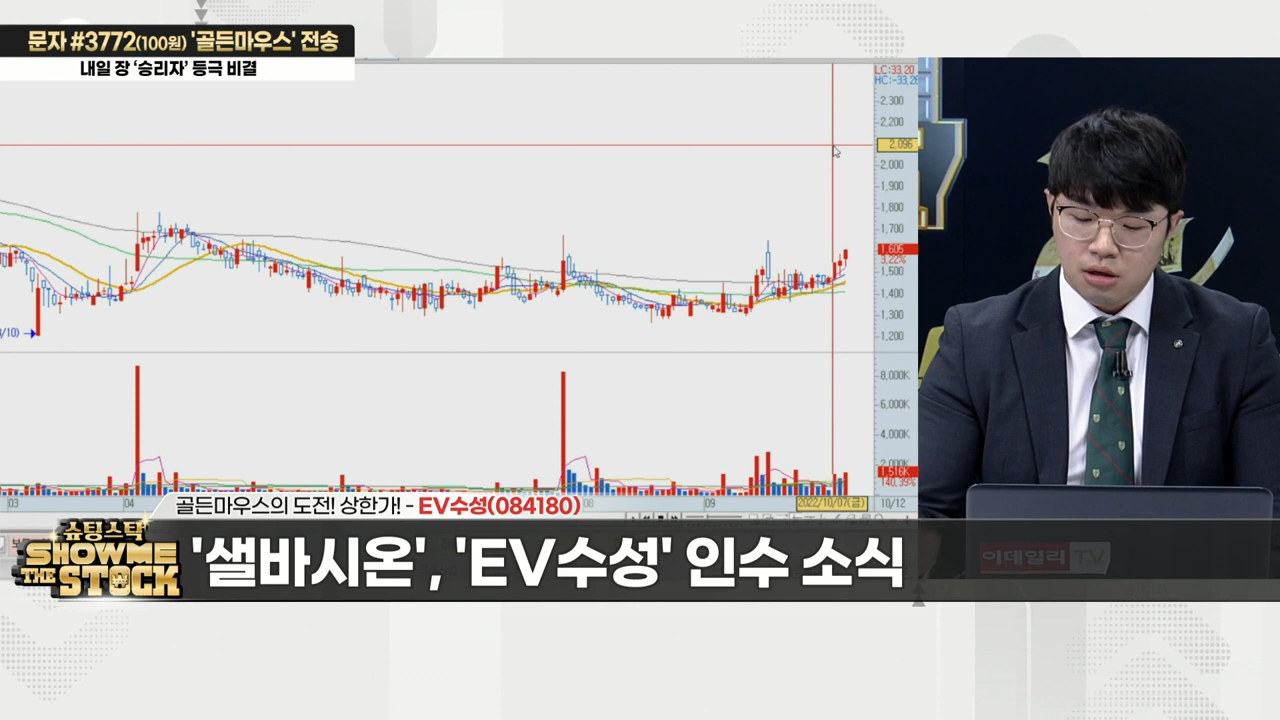 문자 #3772(100원) '골든마우스' 전송
내일 장 '승리자' 등극 비결
LC:33.20
HC:-33.26
2,300
2,200
2,096
2,000
1,900
1,800
1,700
1,605
3.22%
1,500
1,400
1,300
1,200
/10)
8,000K
6,000K
4,000K
2,000K
1,516K
140.39%
03
04
08
09
2022/10/07(금)
10/12
골든마우스의 도전! 상한가! - EV수성(084180)
슈팅스탁
SHOW ME
THE STOCK
'샐바시온', 'EV수성' 인수 소식
이데일리TV